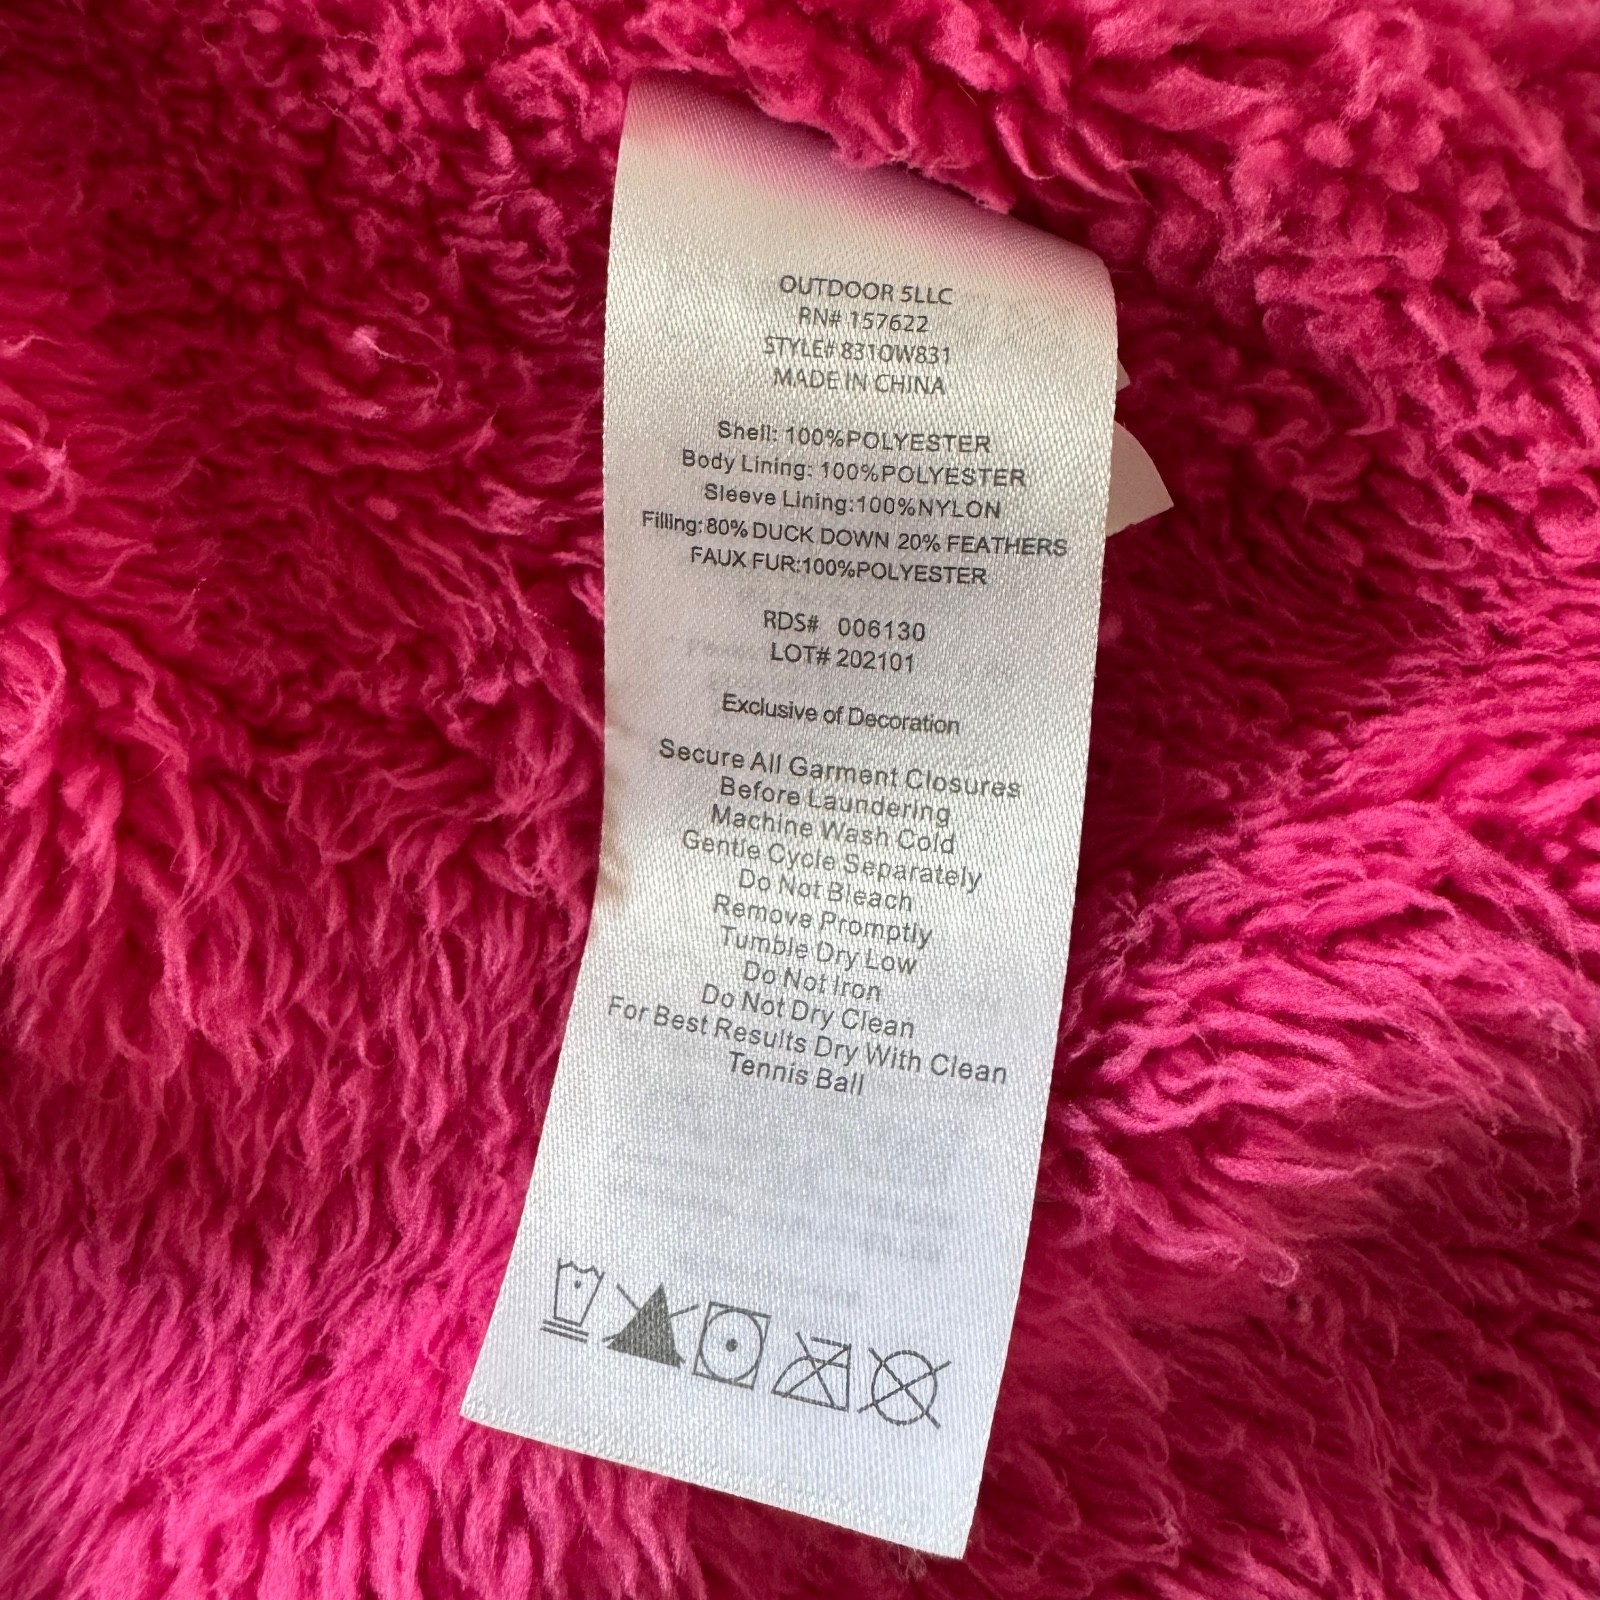 OUTDOOR 5LLC
RN# 157622
STYLE# 831OW831
MADE IN CHINA
Shell: 100%POLYESTER
Body Lining: 100%POLYESTER
Sleeve Lining:100%NYLON
Filling:80% DUCK DOWN 20% FEATHERS
FAUX FUR:100%POLYESTER
RDS# 006130
LOT# 202101
Exclusive of Decoration
Secure All Garment Closures
Before Laundering
Machine Wash Cold
Gentle Cycle Separately
Do Not Bleach
Remove Promptly
Tumble Dry Low
Do Not Iron
Do Not Dry Clean
For Best Results Dry With Clean
Tennis Ball